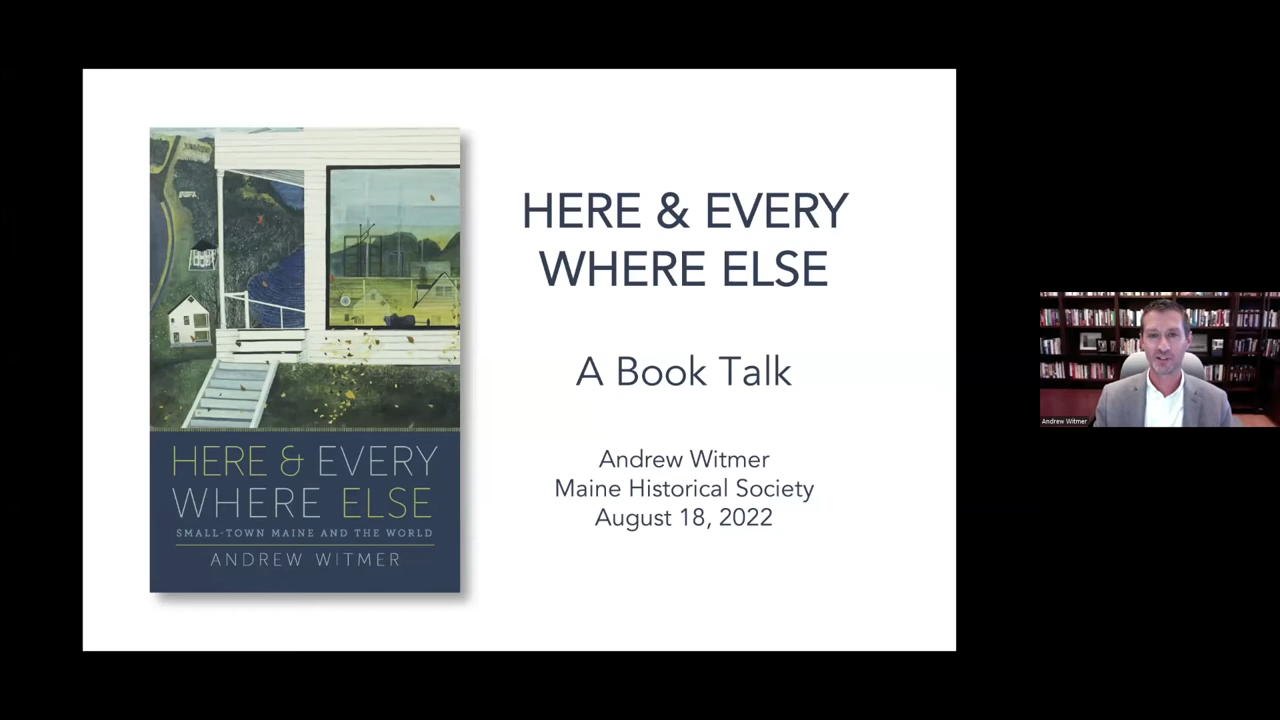 HERE & EVERY
WHERE ELSE
SMALL-TOWN MAINE AND THE WORLD
ANDREW WITMER
HERE & EVERY
WHERE ELSE
A Book Talk
Andrew Witmer
Maine Historical Society
August 18, 2022
Andrew Witmer